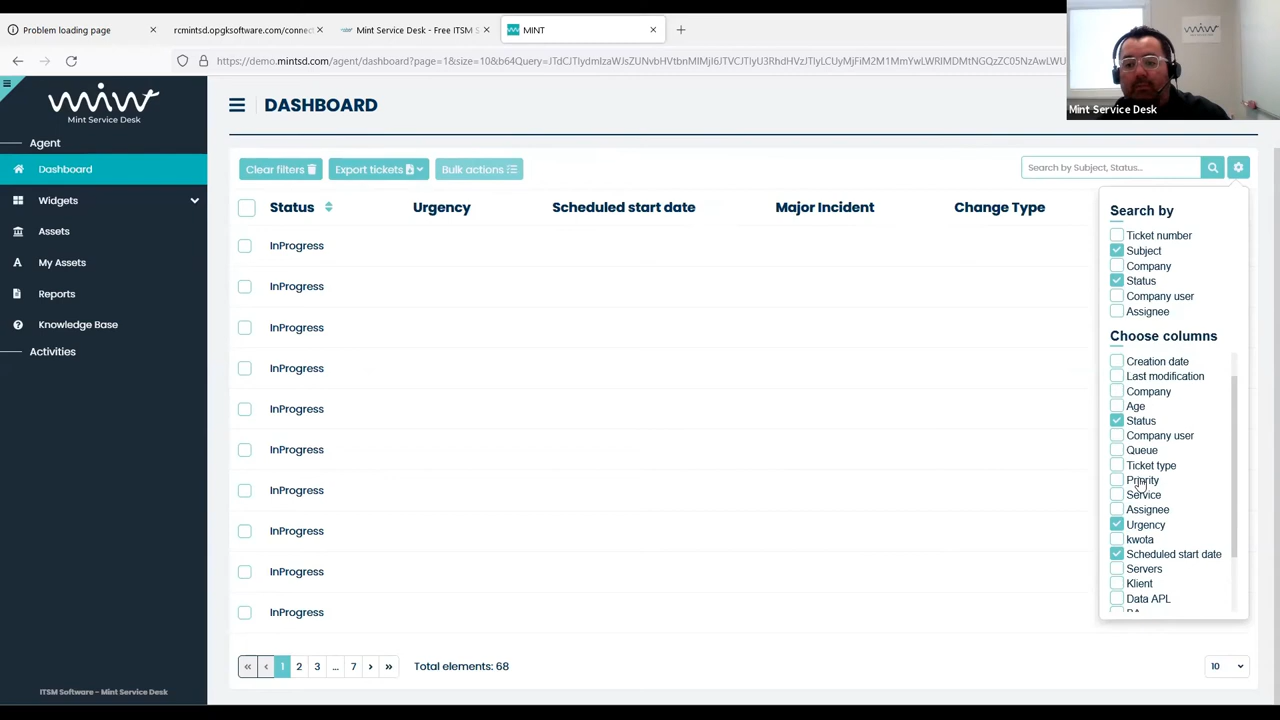 Problem loading page
rcmintsd.opgksoftware.com/connect
Mint Service Desk - Free ITSM S
MINT
https://demo.mintsd.com/agent/dashboard?page=1&size=10&b64Query=
Mint Service Desk
miw
Mint Service Desk
Agent
Dashboard
Widgets
Assets
My Assets
Reports
Knowledge Base
Activities
ITSM Software - Mint Service Desk
DASHBOARD
Clear filters
Export tickets
Bulk actions
Search by Subject, Status...
Status
Urgency
Scheduled start date
Major Incident
Change Type
InProgress
InProgress
InProgress
InProgress
InProgress
InProgress
InProgress
InProgress
InProgress
InProgress
Search by
Ticket number
Subject
Company
Status
Company user
Assignee
Choose columns
Creation date
Last modification
Company
Age
Status
Company user
Queue
Ticket type
Priority
Service
Assignee
Urgency
kwota
Scheduled start date
Servers
Klient
Data APL
« ‹ 1 2 3 ... 7 › »
Total elements: 68
10